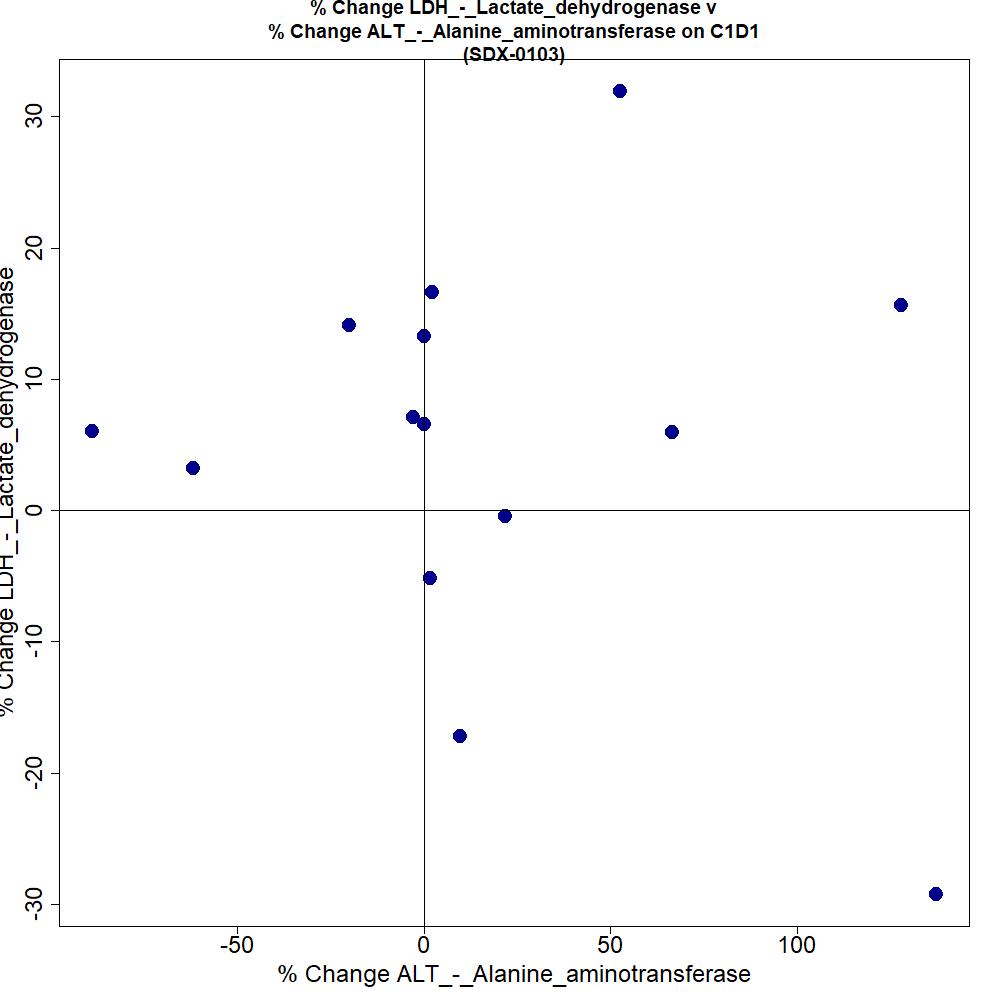 % Change LDH_-_Lactate_dehydrogenase v
% Change ALT_-_Alanine_aminotransferase on C1D1
(SDX-0103)
% Change LDH_-_Lactate_dehydrogenase
30
20
10
0
-10
-20
-30
-50
0
50
100
% Change ALT_-_Alanine_aminotransferase